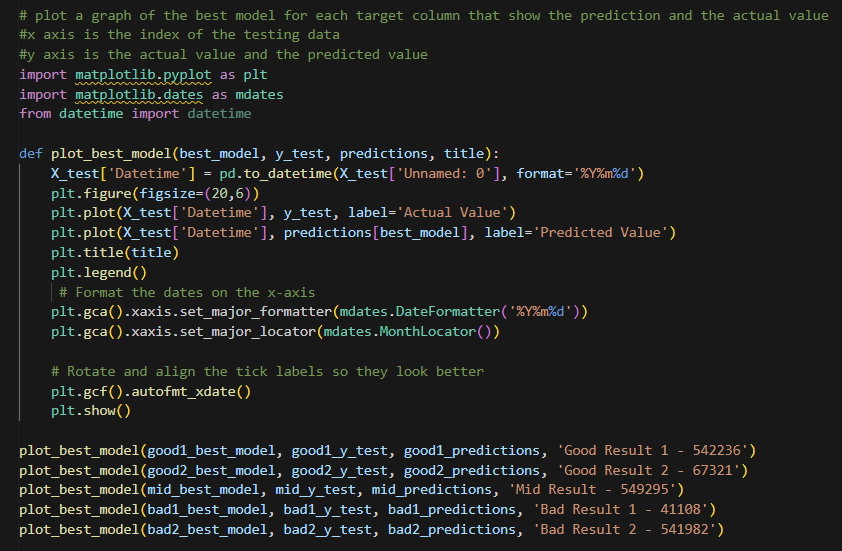 # plot a graph of the best model for each target column that show the prediction and the actual value
#x axis is the index of the testing data
#y axis is the actual value and the predicted value
import matplotlib.pyplot as plt
import matplotlib.dates as mdates
from datetime import datetime

def plot_best_model(best_model, y_test, predictions, title):
    X_test['Datetime'] = pd.to_datetime(X_test['Unnamed: 0'], format='%Y%m%d')
    plt.figure(figsize=(20,6))
    plt.plot(X_test['Datetime'], y_test, label='Actual Value')
    plt.plot(X_test['Datetime'], predictions[best_model], label='Predicted Value')
    plt.title(title)
    plt.legend()
     # Format the dates on the x-axis
    plt.gca().xaxis.set_major_formatter(mdates.DateFormatter('%Y%m%d'))
    plt.gca().xaxis.set_major_locator(mdates.MonthLocator())

    # Rotate and align the tick labels so they look better
    plt.gcf().autofmt_xdate()
    plt.show()

plot_best_model(good1_best_model, good1_y_test, good1_predictions, 'Good Result 1 - 542236')
plot_best_model(good2_best_model, good2_y_test, good2_predictions, 'Good Result 2 - 67321')
plot_best_model(mid_best_model, mid_y_test, mid_predictions, 'Mid Result - 549295')
plot_best_model(bad1_best_model, bad1_y_test, bad1_predictions, 'Bad Result 1 - 41108')
plot_best_model(bad2_best_model, bad2_y_test, bad2_predictions, 'Bad Result 2 - 541982')